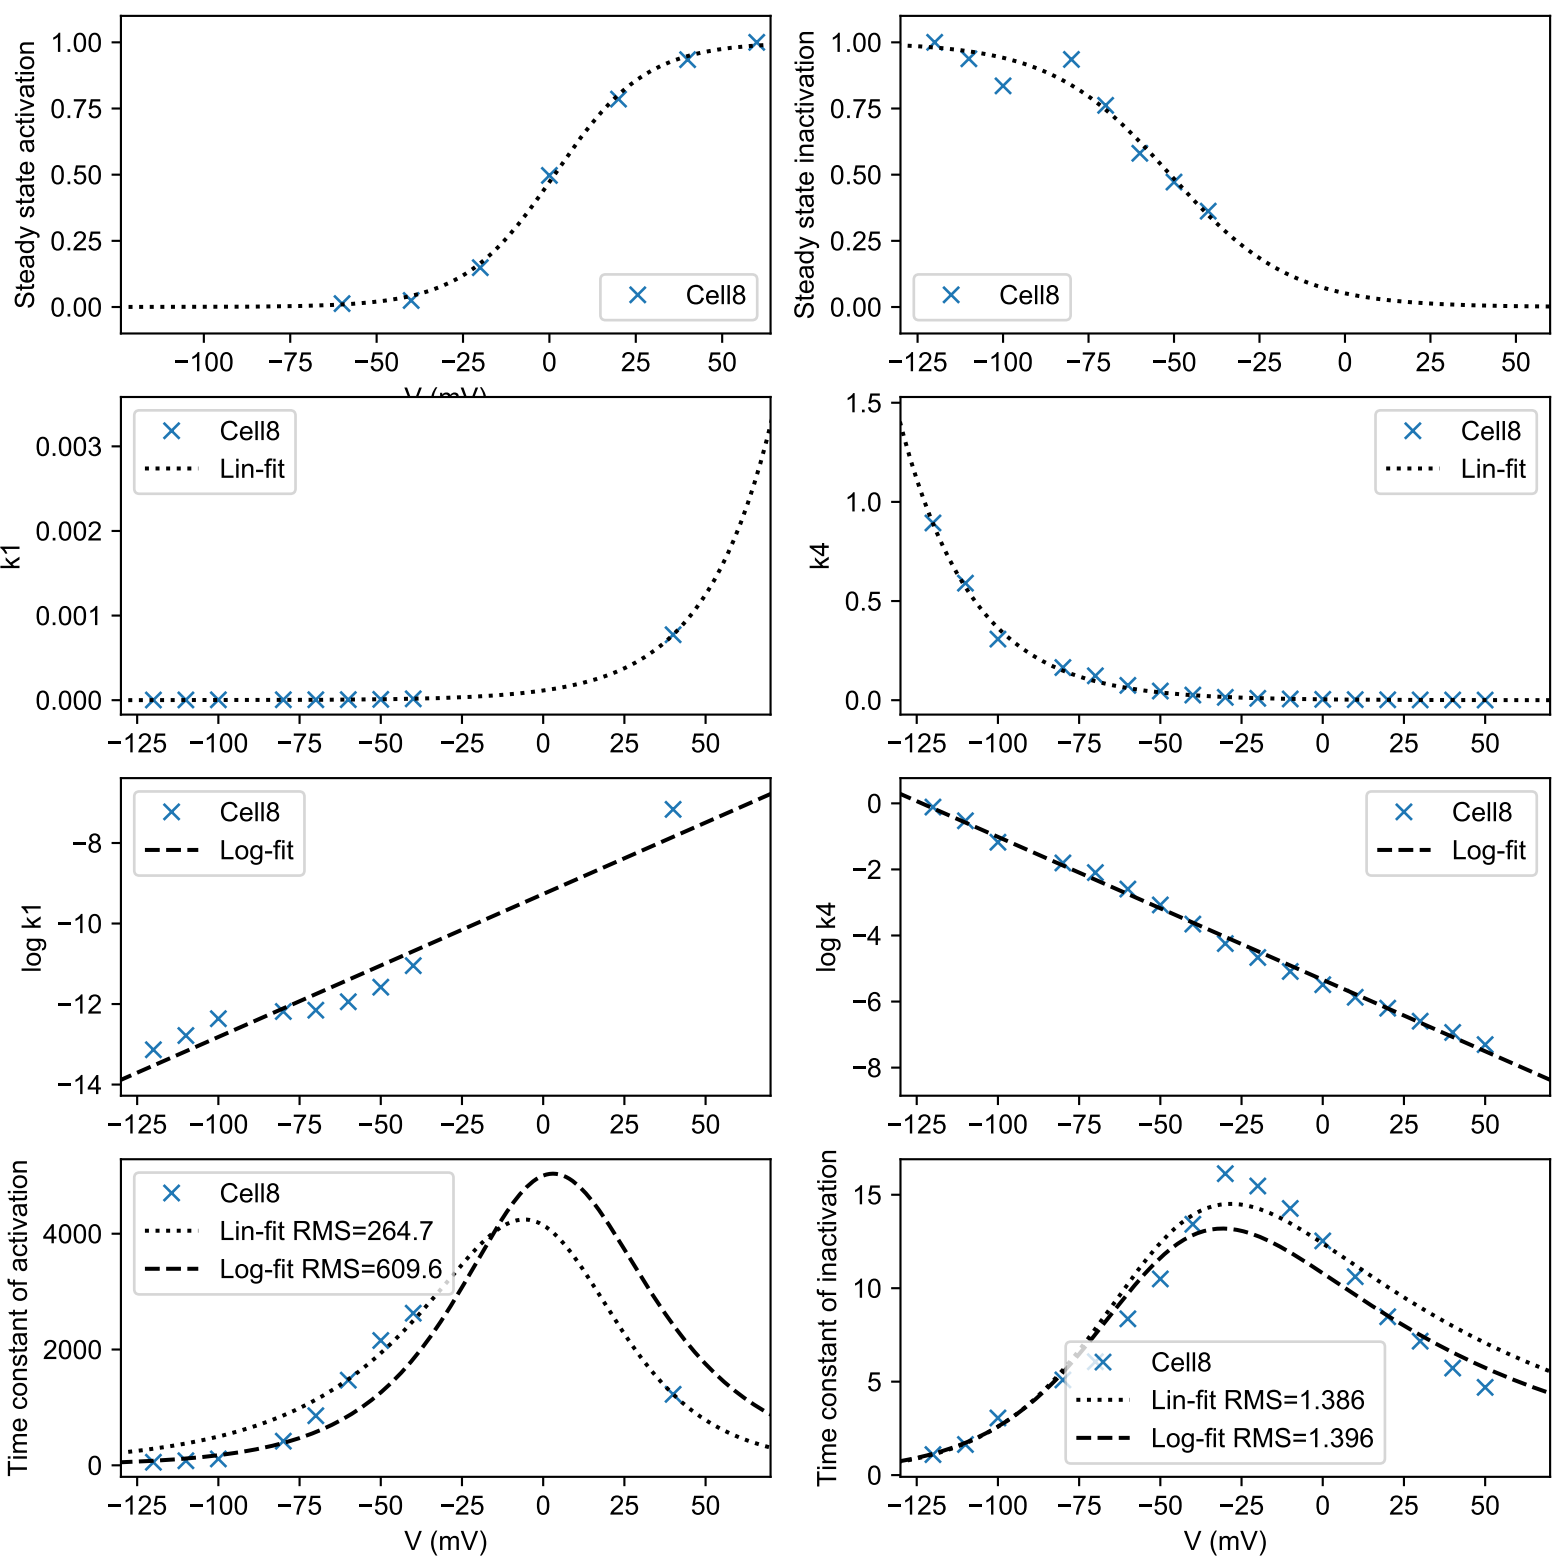 Steady state activation
1.00
0.75
0.50
0.25
0.00
Cell8
−100 −75 −50 −25 0 25 50
V (mV)
Steady state inactivation
1.00
0.75
0.50
0.25
0.00
Cell8
−125 −100 −75 −50 −25 0 25 50
k1
0.003
0.002
0.001
0.000
Cell8
Lin-fit
−125 −100 −75 −50 −25 0 25 50
k4
1.5
1.0
0.5
0.0
Cell8
Lin-fit
−125 −100 −75 −50 −25 0 25 50
log k1
−8
−10
−12
−14
Cell8
Log-fit
−125 −100 −75 −50 −25 0 25 50
log k4
0
−2
−4
−6
−8
Cell8
Log-fit
−125 −100 −75 −50 −25 0 25 50
Time constant of activation
4000
2000
0
Cell8
Lin-fit RMS=264.7
Log-fit RMS=609.6
−125 −100 −75 −50 −25 0 25 50
V (mV)
Time constant of inactivation
15
10
5
0
Cell8
Lin-fit RMS=1.386
Log-fit RMS=1.396
−125 −100 −75 −50 −25 0 25 50
V (mV)